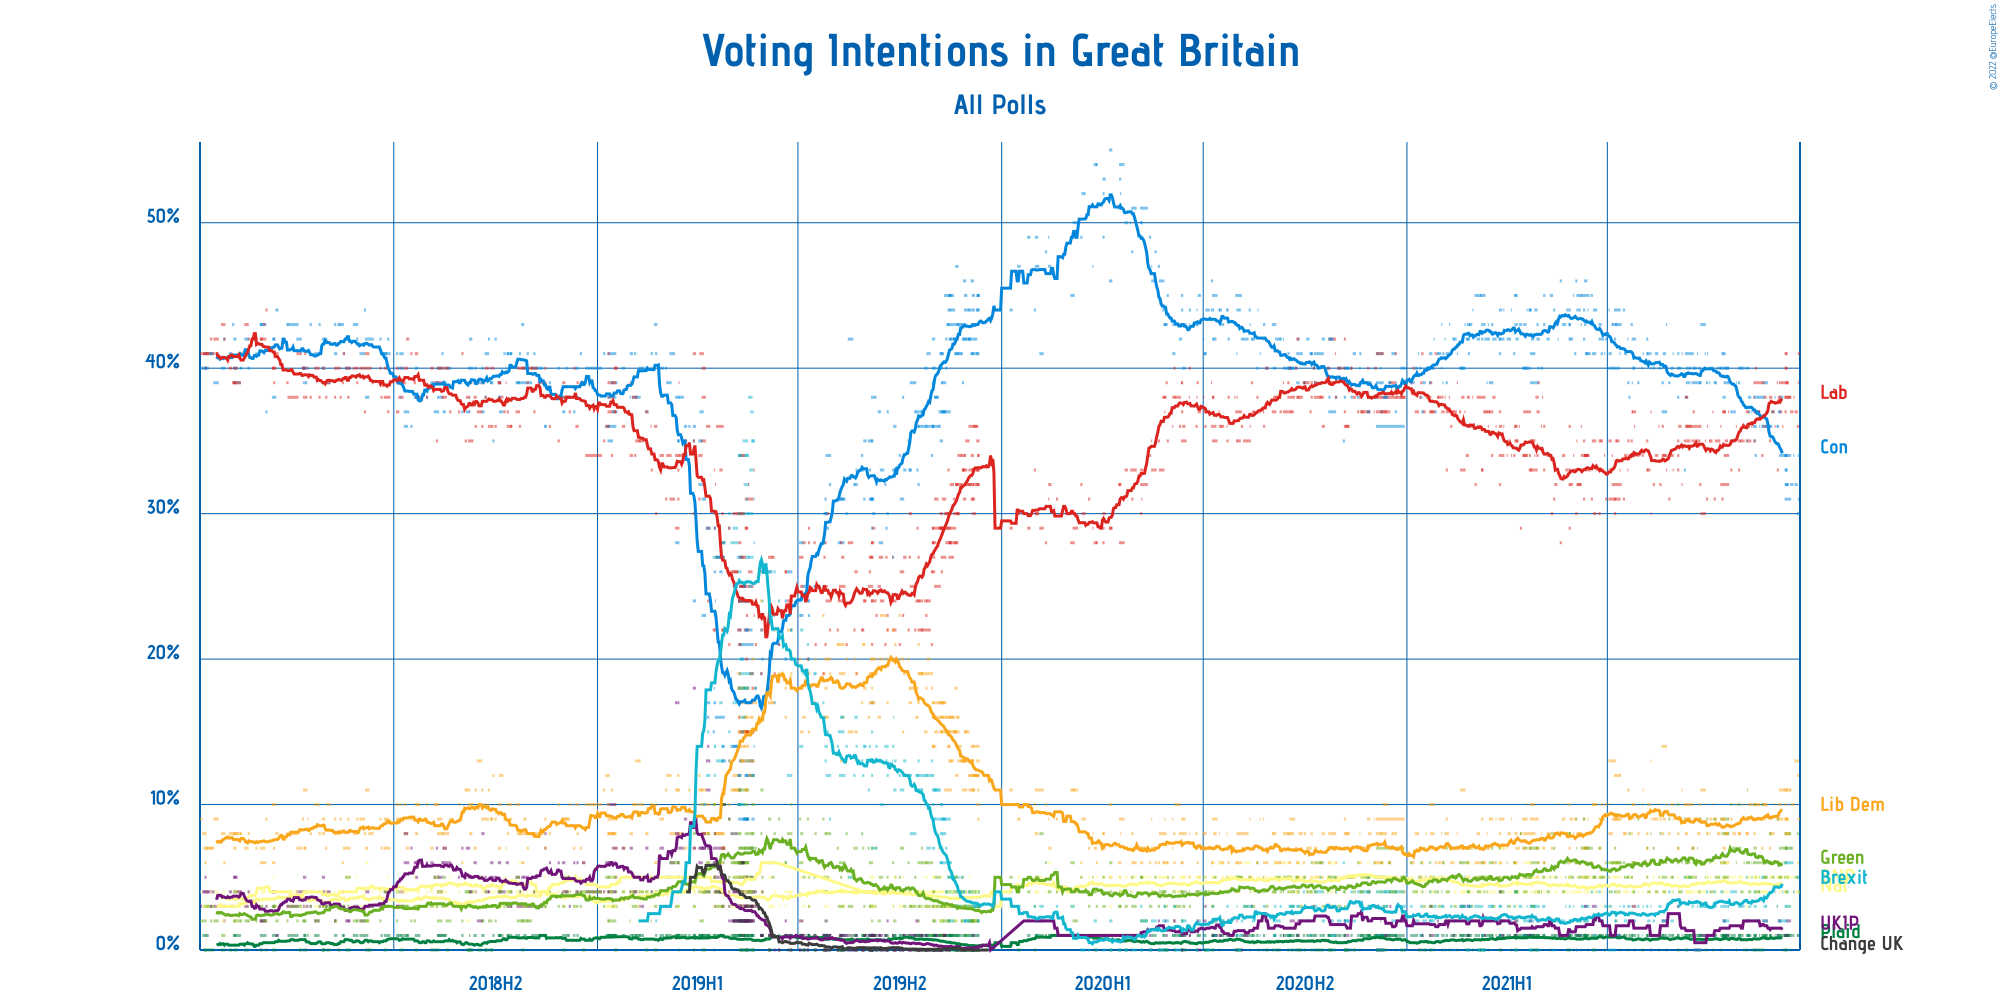 © 2022 @EuropeElects
Voting Intentions in Great Britain
All Polls
50%
40%
30%
20%
10%
0%
Lab
Con
Lib Dem
Green
Brexit
UKIP
Plaid
Change UK
2018H2
2019H1
2019H2
2020H1
2020H2
2021H1